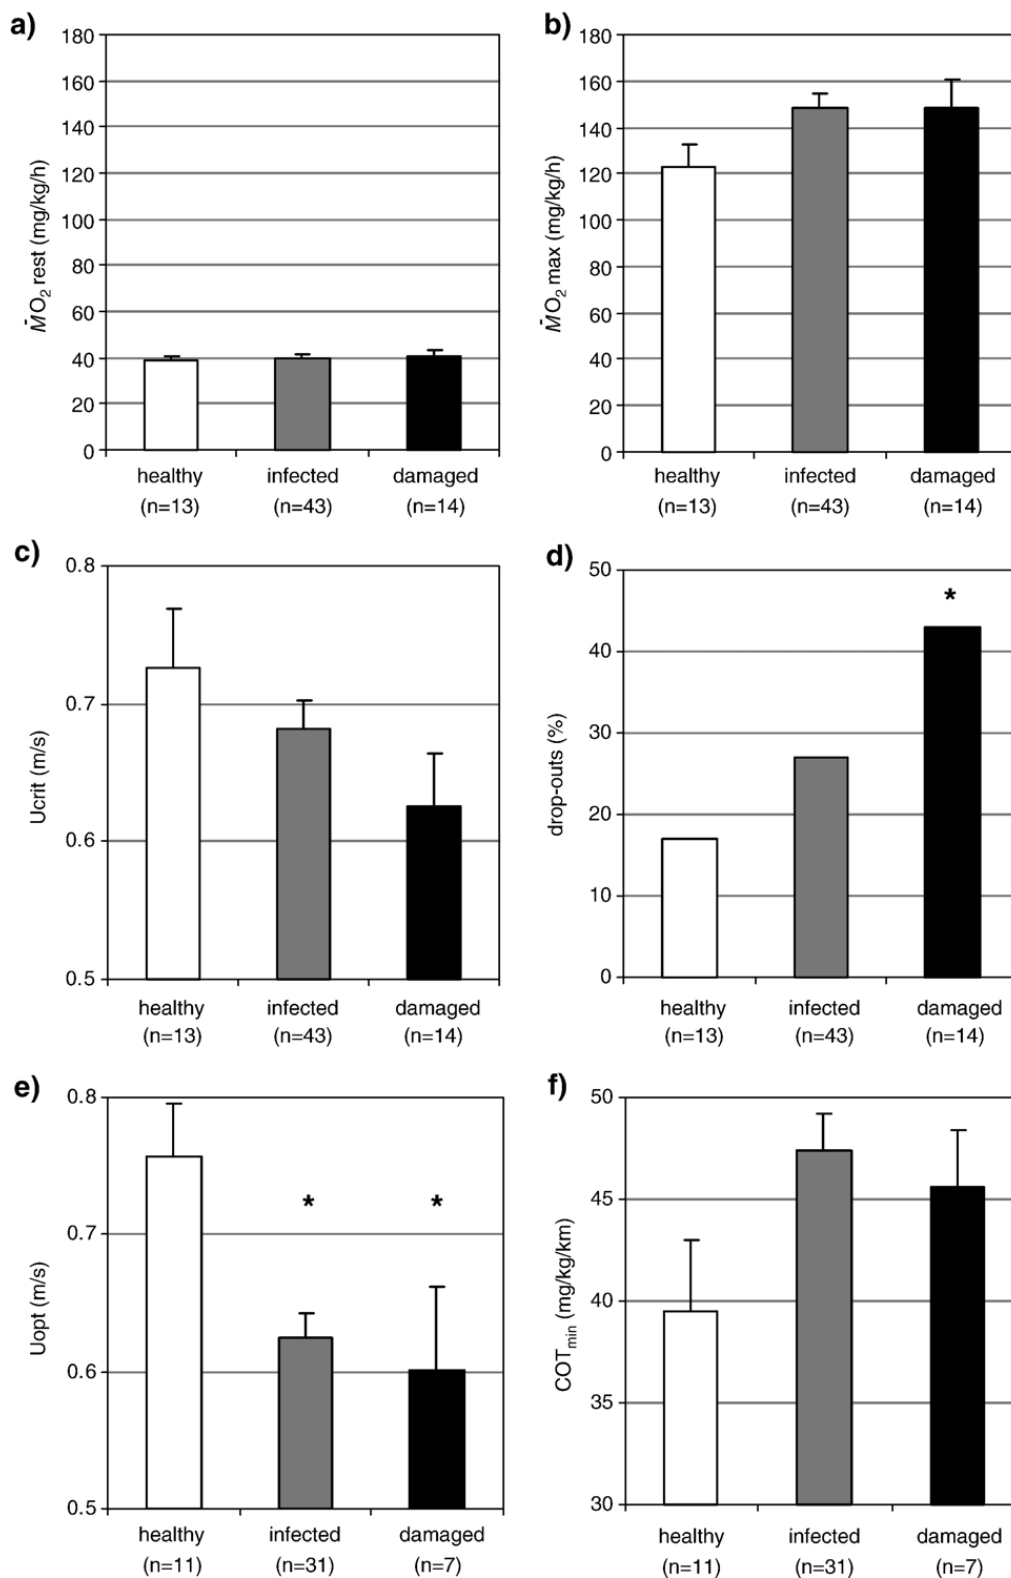 a)
180
160
140
120
100
80
60
40
20
0
ṀO₂ rest (mg/kg/h)
healthy infected damaged
(n=13) (n=43) (n=14)
b)
180
160
140
120
100
80
60
40
20
0
ṀO₂ max (mg/kg/h)
healthy infected damaged
(n=13) (n=43) (n=14)
c)
0.8
0.7
0.6
0.5
Ucrit (m/s)
healthy infected damaged
(n=13) (n=43) (n=14)
d)
50
40
30
20
10
0
drop-outs (%)
*
healthy infected damaged
(n=13) (n=43) (n=14)
e)
0.8
0.7
0.6
0.5
Uopt (m/s)
* *
healthy infected damaged
(n=11) (n=31) (n=7)
f)
50
45
40
35
30
COTmin (mg/kg/km)
healthy infected damaged
(n=11) (n=31) (n=7)